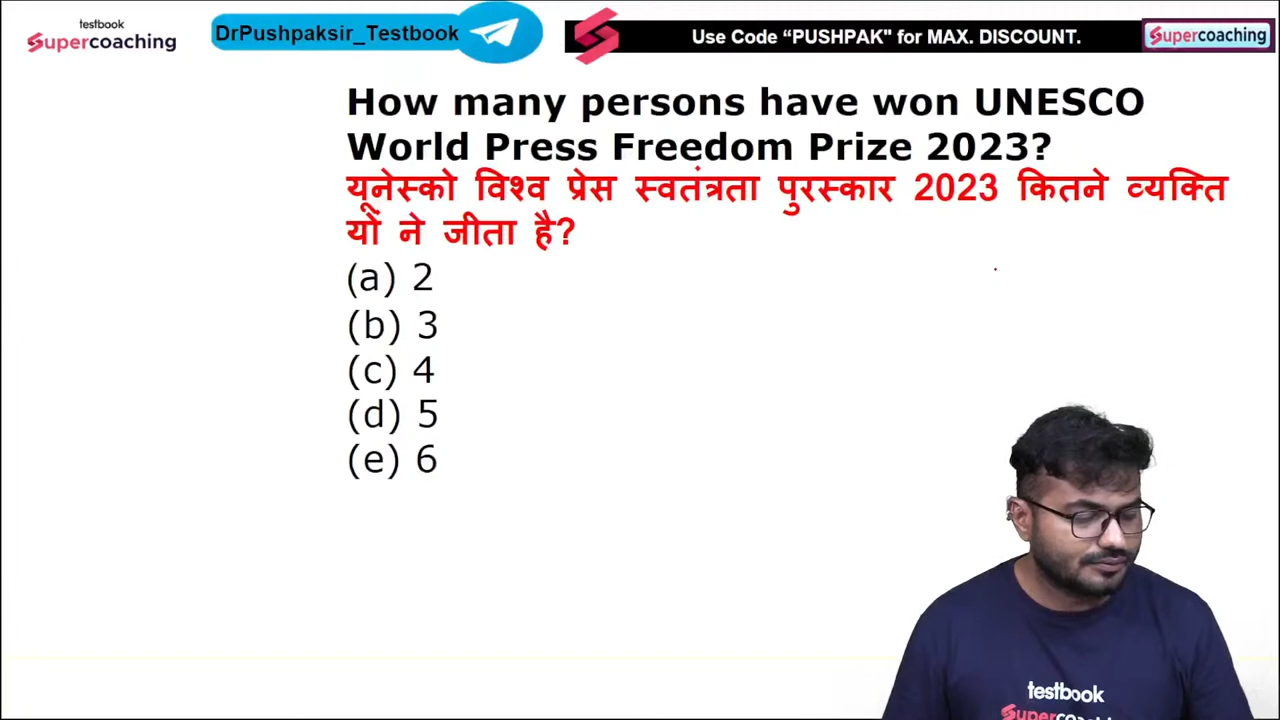 testbook
Supercoaching
DrPushpaksir_Testbook
Use Code “PUSHPAK" for MAX. DISCOUNT.
Supercoaching
How many persons have won UNESCO
World Press Freedom Prize 2023?
यूनेस्को विश्व प्रेस स्वतंत्रता पुरस्कार 2023 कितने व्यक्ति
यों ने जीता है?
(a) 2
(b) 3
(c) 4
(d) 5
(e) 6
testbook
Supercoach